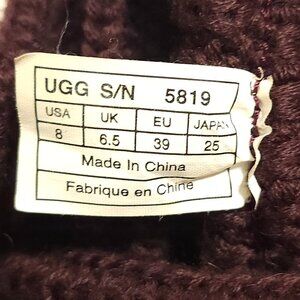 UGG S/N 5819
USA UK EU JAPAN
8 6.5 39 25
Made In China
Fabrique en Chine